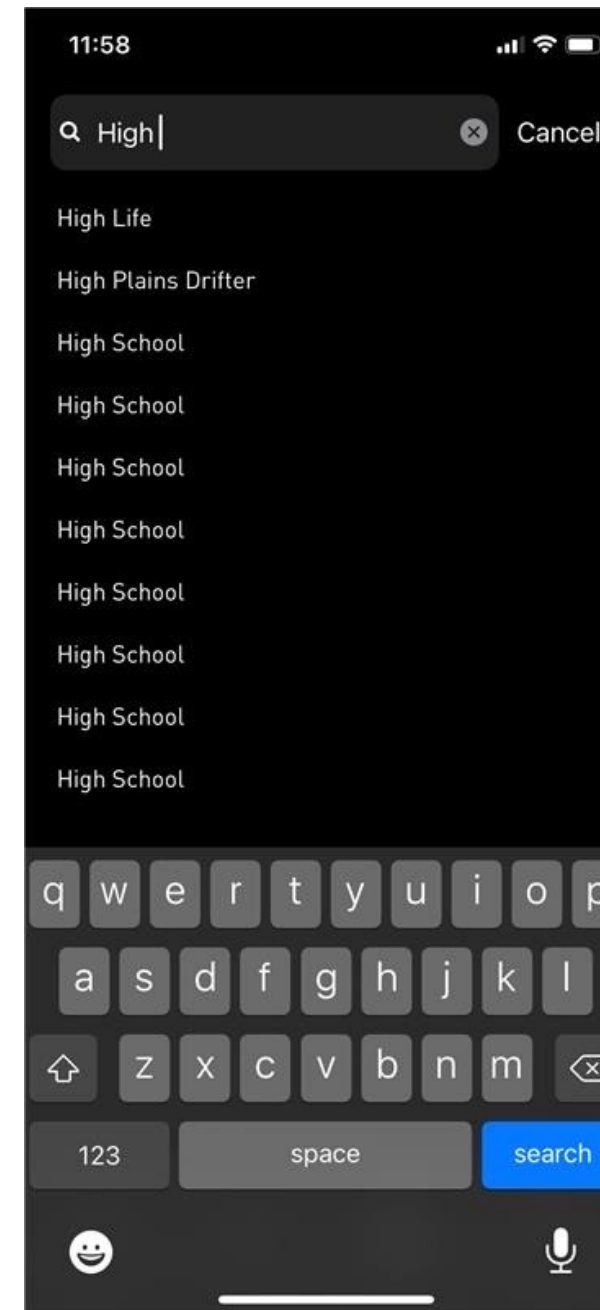 11:58
High
Cancel
High Life
High Plains Drifter
High School
High School
High School
High School
High School
High School
High School
High School
q w e r t y u i o p
a s d f g h j k l
z x c v b n m
123 space search